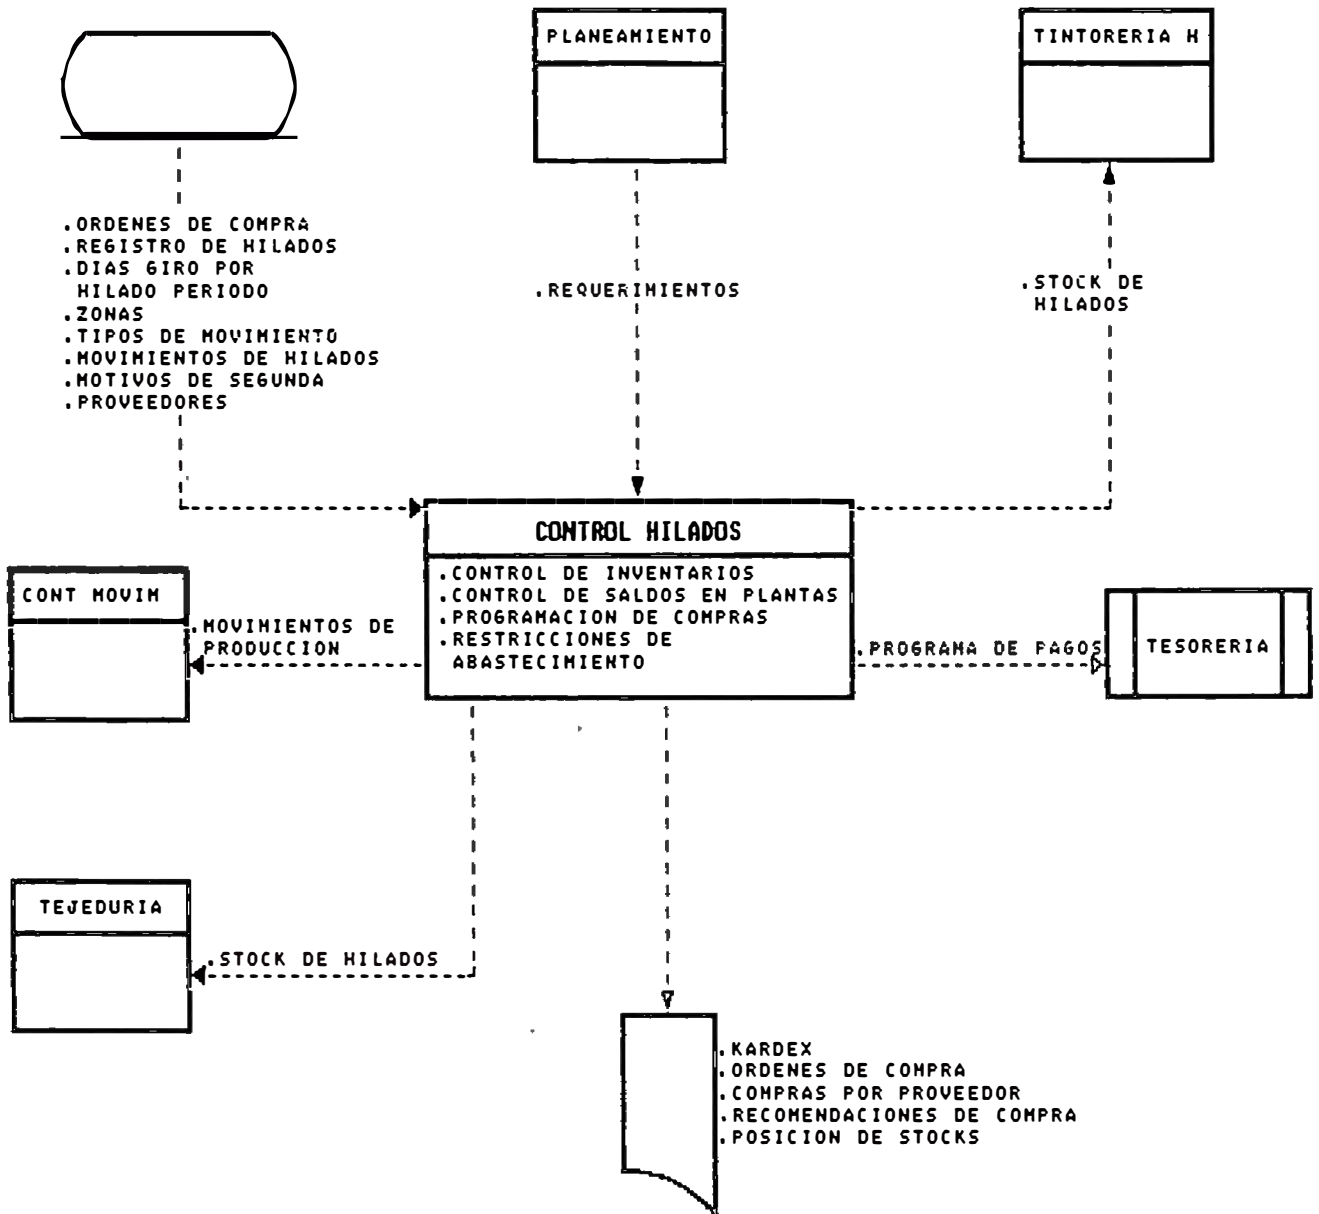 PLANEAMIENTO
TINTORERIA H
.ORDENES DE COMPRA
.REGISTRO DE HILADOS
.DIAS GIRO POR
HILADO PERIODO
.ZONAS
.TIPOS DE MOVIMIENTO
.MOVIMIENTOS DE HILADOS
.MOTIVOS DE SEGUNDA
.PROVEEDORES
.REQUERIMIENTOS
.STOCK DE
HILADOS
CONTROL HILADOS
.CONTROL DE INVENTARIOS
.CONTROL DE SALDOS EN PLANTAS
.PROGRAMACION DE COMPRAS
.RESTRICCIONES DE
ABASTECIMIENTO
CONT MOVIM
.MOVIMIENTOS DE
PRODUCCION
.PROGRAMA DE PAGOS
TESORERIA
TEJEDURIA
.STOCK DE HILADOS
.KARDEX
.ORDENES DE COMPRA
.COMPRAS POR PROVEEDOR
.RECOMENDACIONES DE COMPRA
.POSICION DE STOCKS